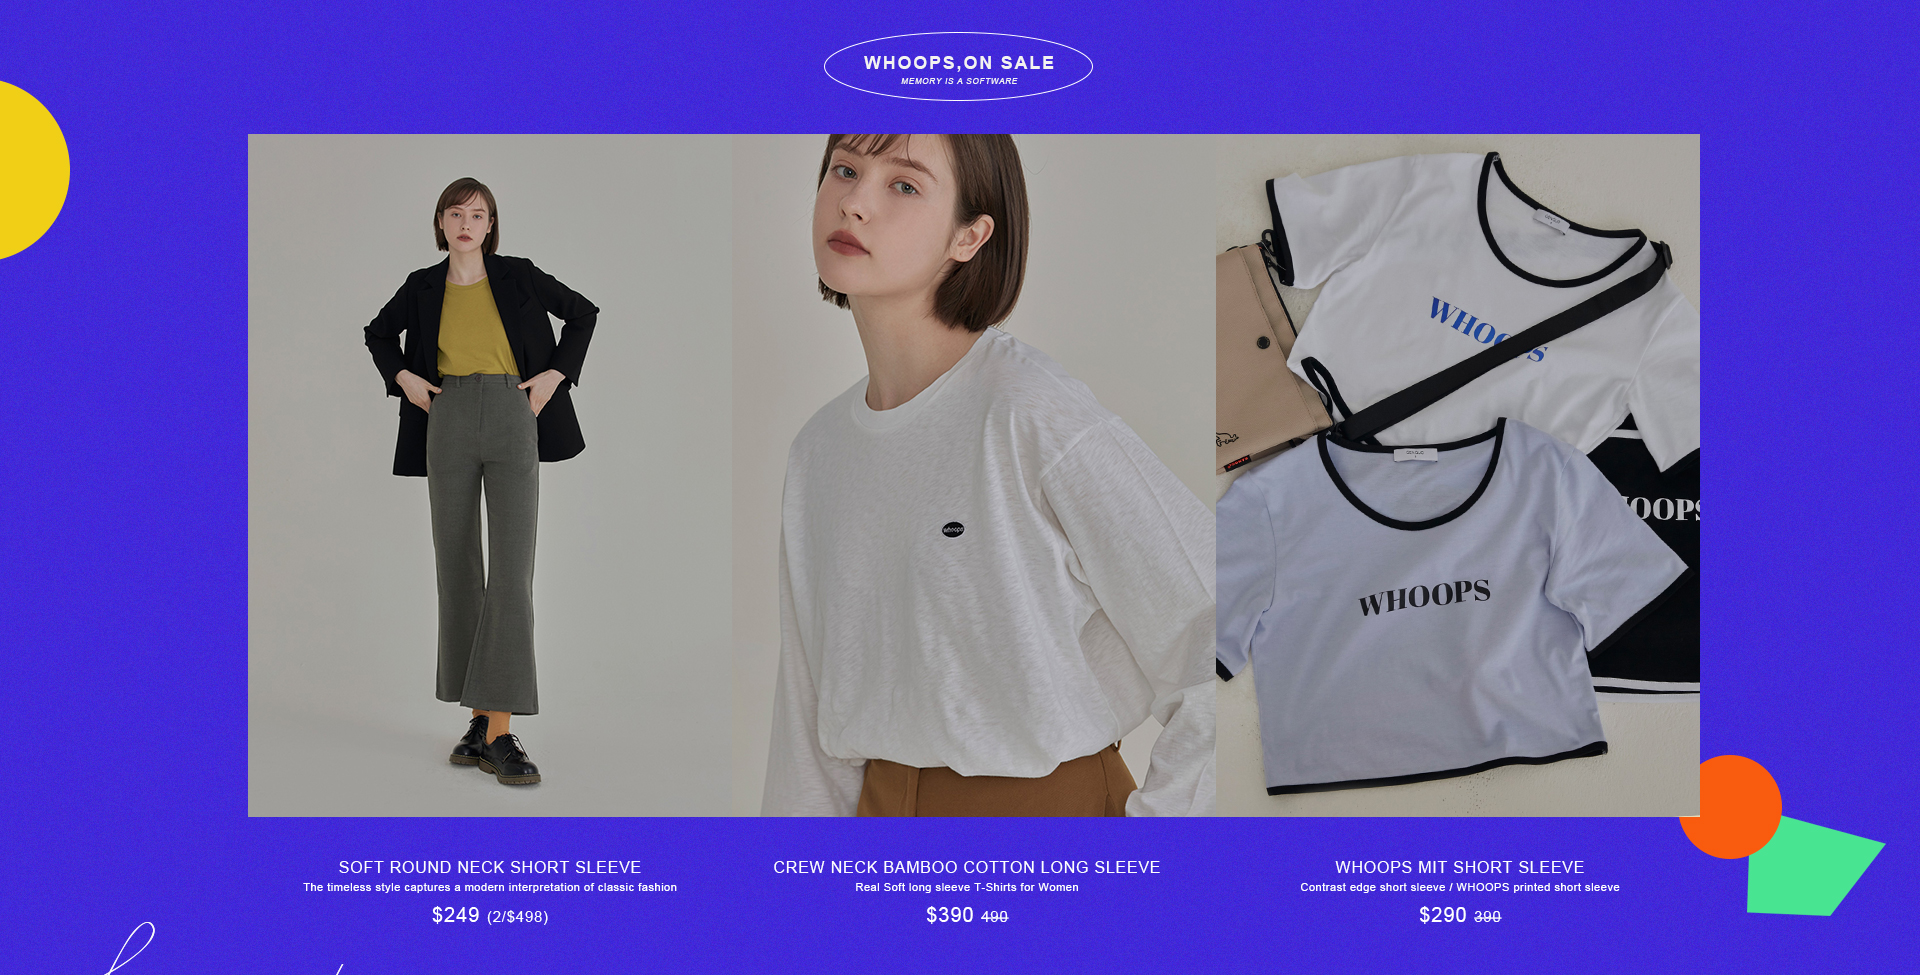 WHOOPS,ON SALE
MEMORY IS A SOFTWARE
whoops
WHOOPS
WHOOPS
SOFT ROUND NECK SHORT SLEEVE
The timeless style captures a modern interpretation of classic fashion
$249 (2/$498)
CREW NECK BAMBOO COTTON LONG SLEEVE
Real Soft long sleeve T-Shirts for Women
$390 490
WHOOPS MIT SHORT SLEEVE
Contrast edge short sleeve / WHOOPS printed short sleeve
$290 390